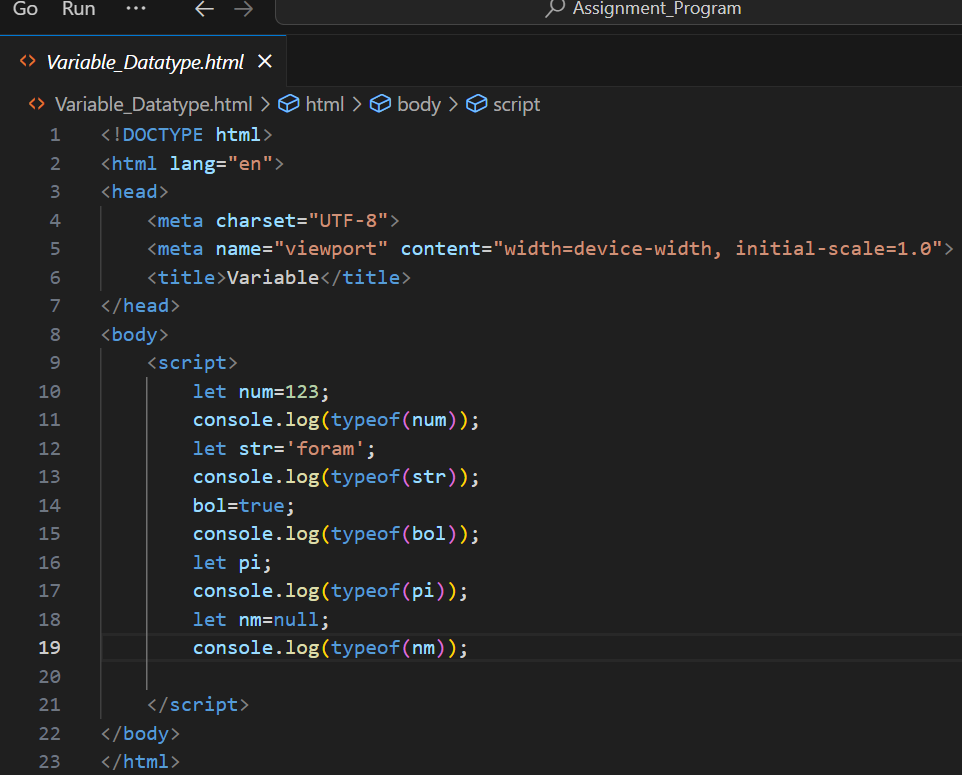 Go Run ··· ← → Assignment_Program
<> Variable_Datatype.html ×
<> Variable_Datatype.html > html > body > script
1 <!DOCTYPE html>
2 <html lang="en">
3 <head>
4     <meta charset="UTF-8">
5     <meta name="viewport" content="width=device-width, initial-scale=1.0">
6     <title>Variable</title>
7 </head>
8 <body>
9     <script>
10         let num=123;
11         console.log(typeof(num));
12         let str='foram';
13         console.log(typeof(str));
14         bol=true;
15         console.log(typeof(bol));
16         let pi;
17         console.log(typeof(pi));
18         let nm=null;
19         console.log(typeof(nm));
20
21     </script>
22 </body>
23 </html>